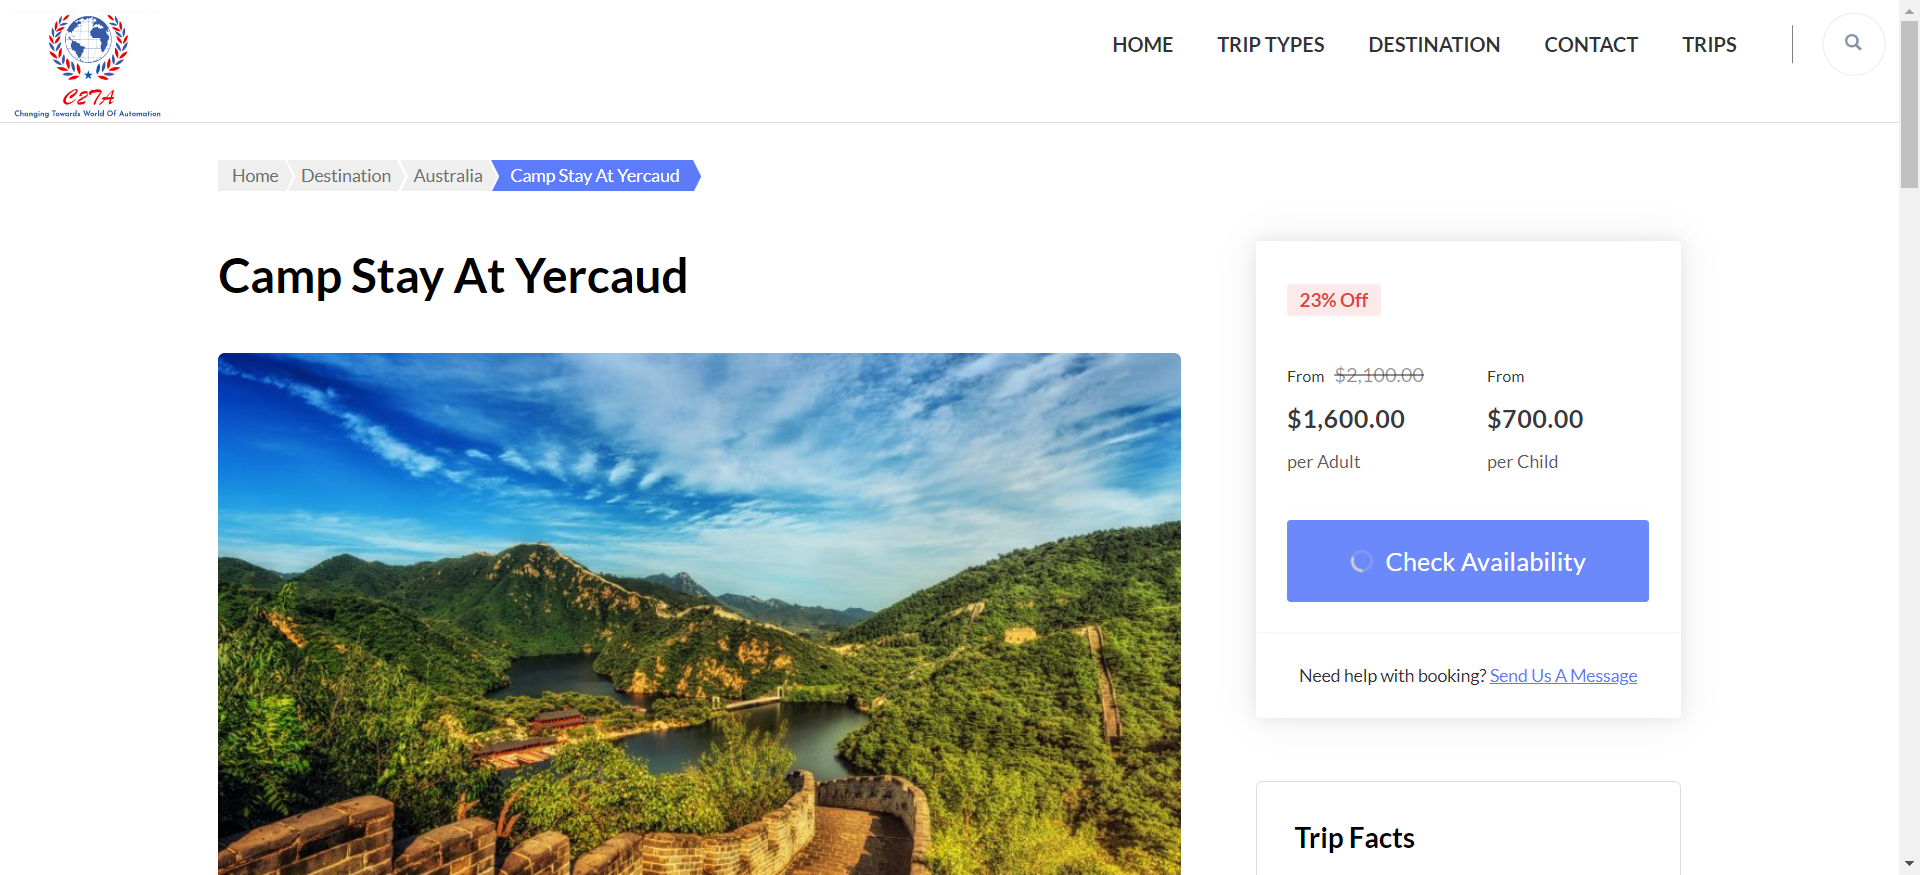 C2TA
Changing Towards World Of Automation
HOME
TRIP TYPES
DESTINATION
CONTACT
TRIPS
Home
Destination
Australia
Camp Stay At Yercaud
Camp Stay At Yercaud
23% Off
From $2,100.00
$1,600.00
per Adult
From
$700.00
per Child
Check Availability
Need help with booking? Send Us A Message
Trip Facts